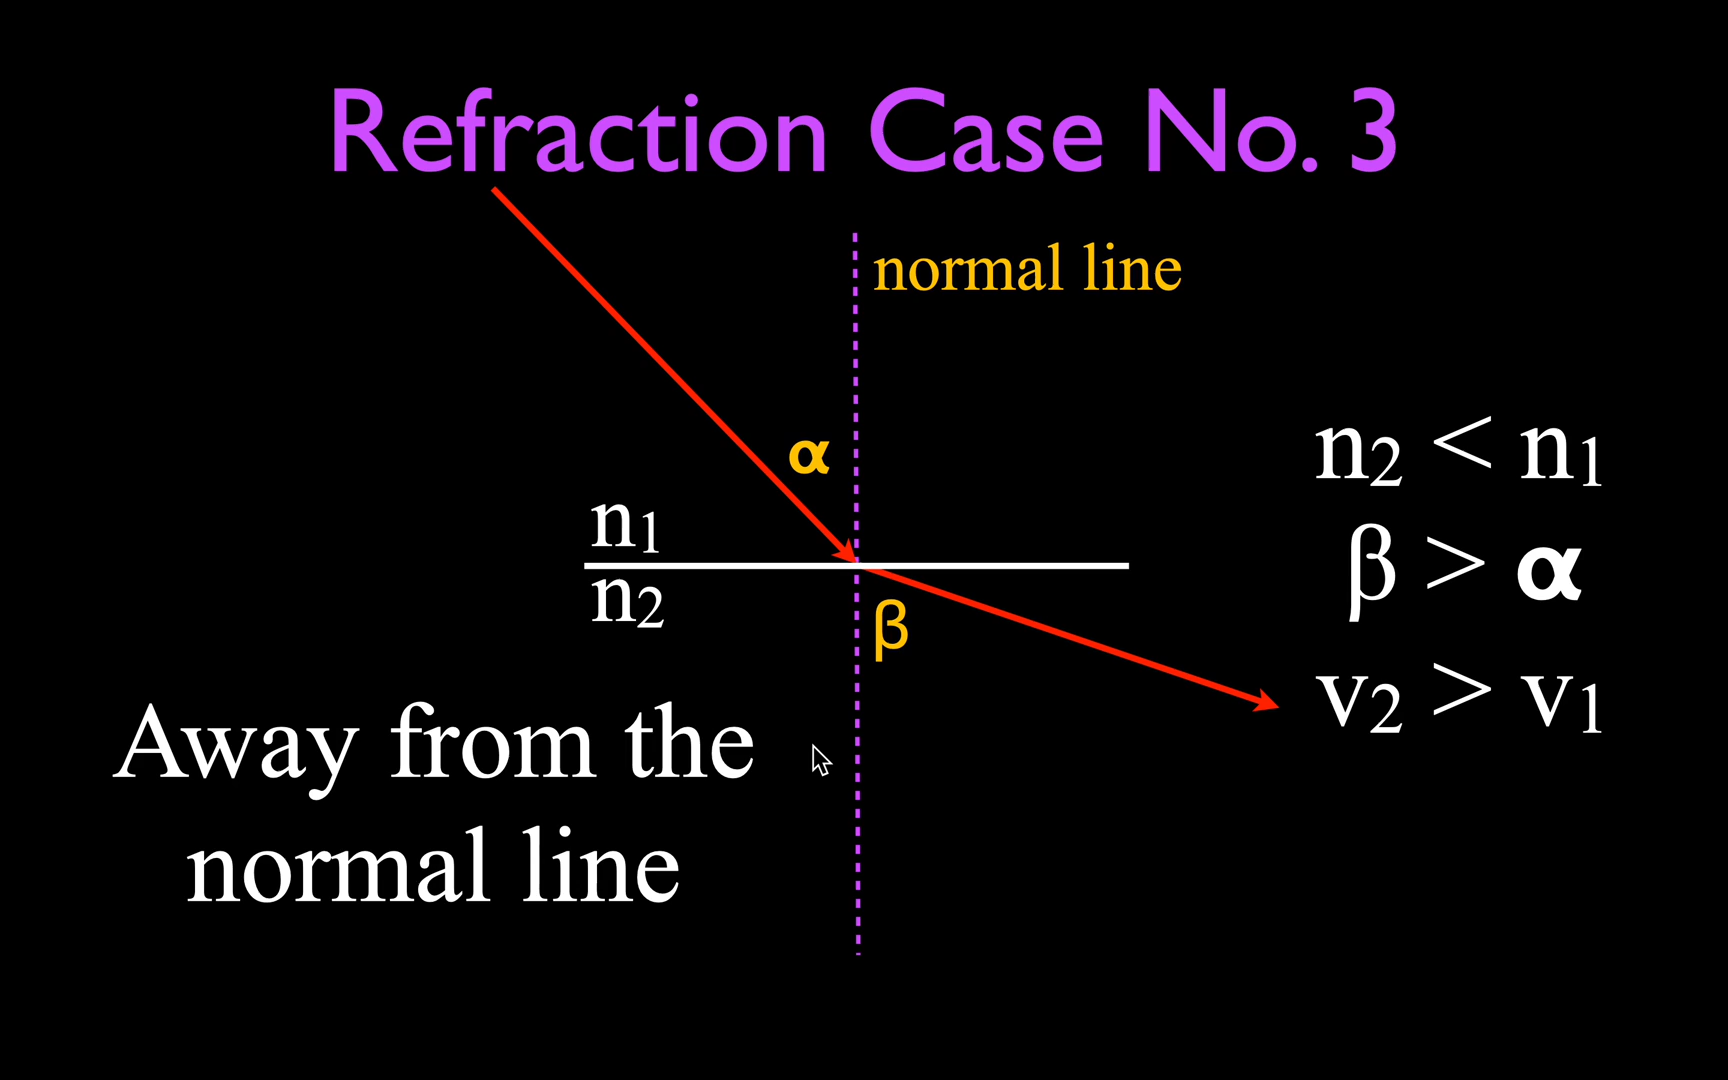 Refraction Case No. 3
normal line
α
n₁
n₂
β
n₂ < n₁
β > α
v₂ > v₁
Away from the
normal line